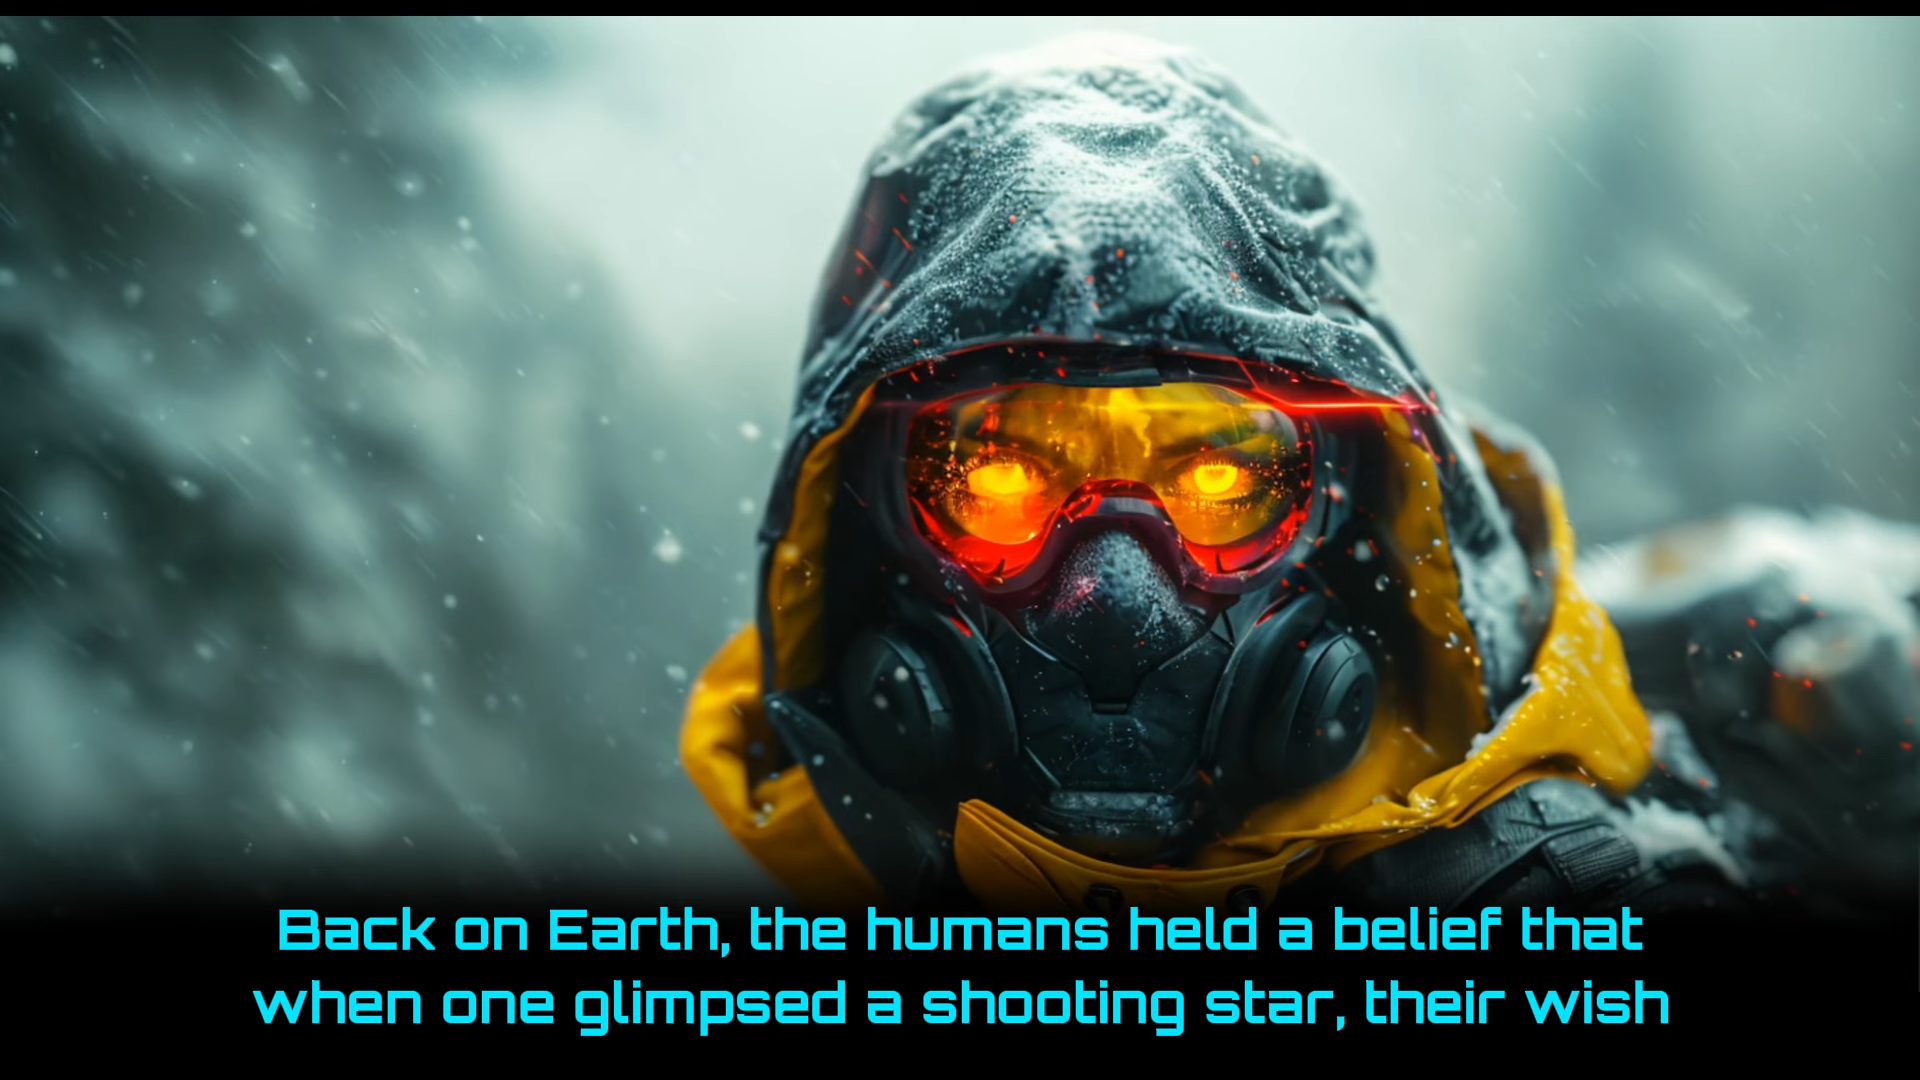 Back on Earth, the humans held a belief that
when one glimpsed a shooting star, their wish